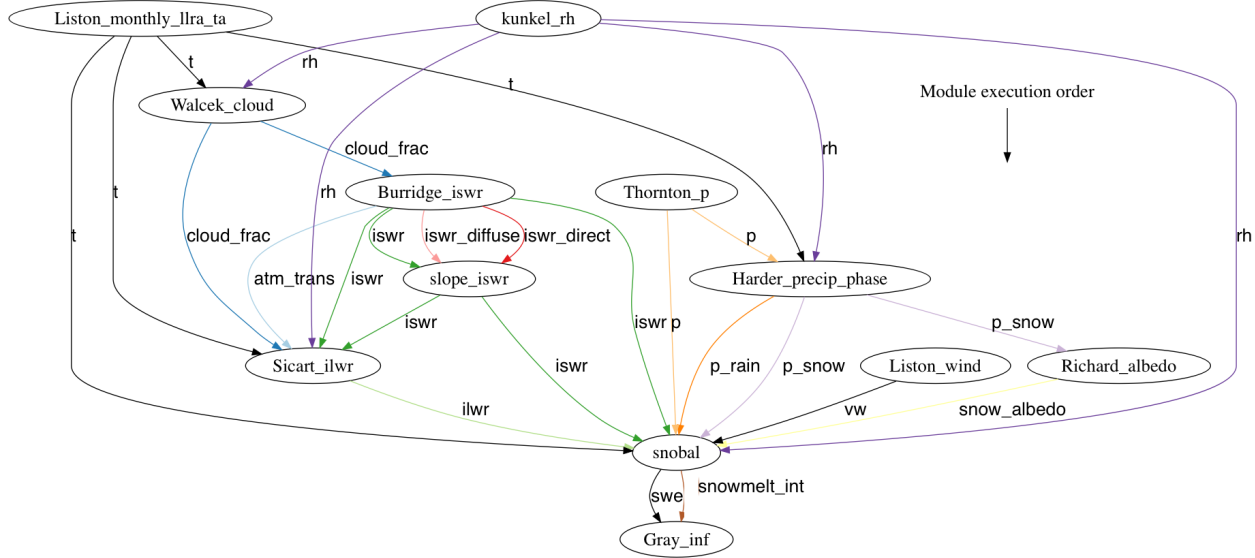 Liston_monthly_llra_ta
kunkel_rh
t
rh
t
Module execution order
Walcek_cloud
cloud_frac
rh
t
rh
Burridge_iswr
Thornton_p
t
cloud_frac
iswr
iswr_diffuse
iswr_direct
p
rh
atm_trans
iswr
slope_iswr
Harder_precip_phase
iswr
iswr
p
p_snow
Sicart_ilwr
iswr
p_rain
p_snow
Liston_wind
Richard_albedo
ilwr
vw
snow_albedo
snobal
swe
snowmelt_int
Gray_inf